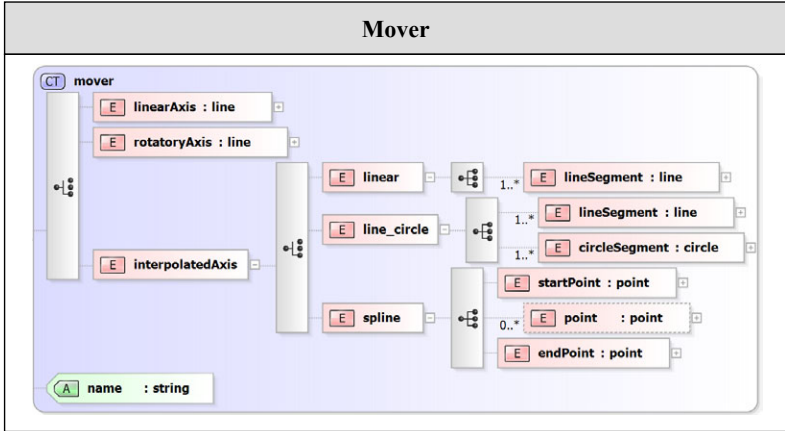 Mover
CT mover
E linearAxis : line
E rotatoryAxis : line
E linear
1..* E lineSegment : line
1..* E lineSegment : line
E line_circle
1..* E circleSegment : circle
E interpolatedAxis
E startPoint : point
E spline
0..* E point : point
E endPoint : point
A name : string